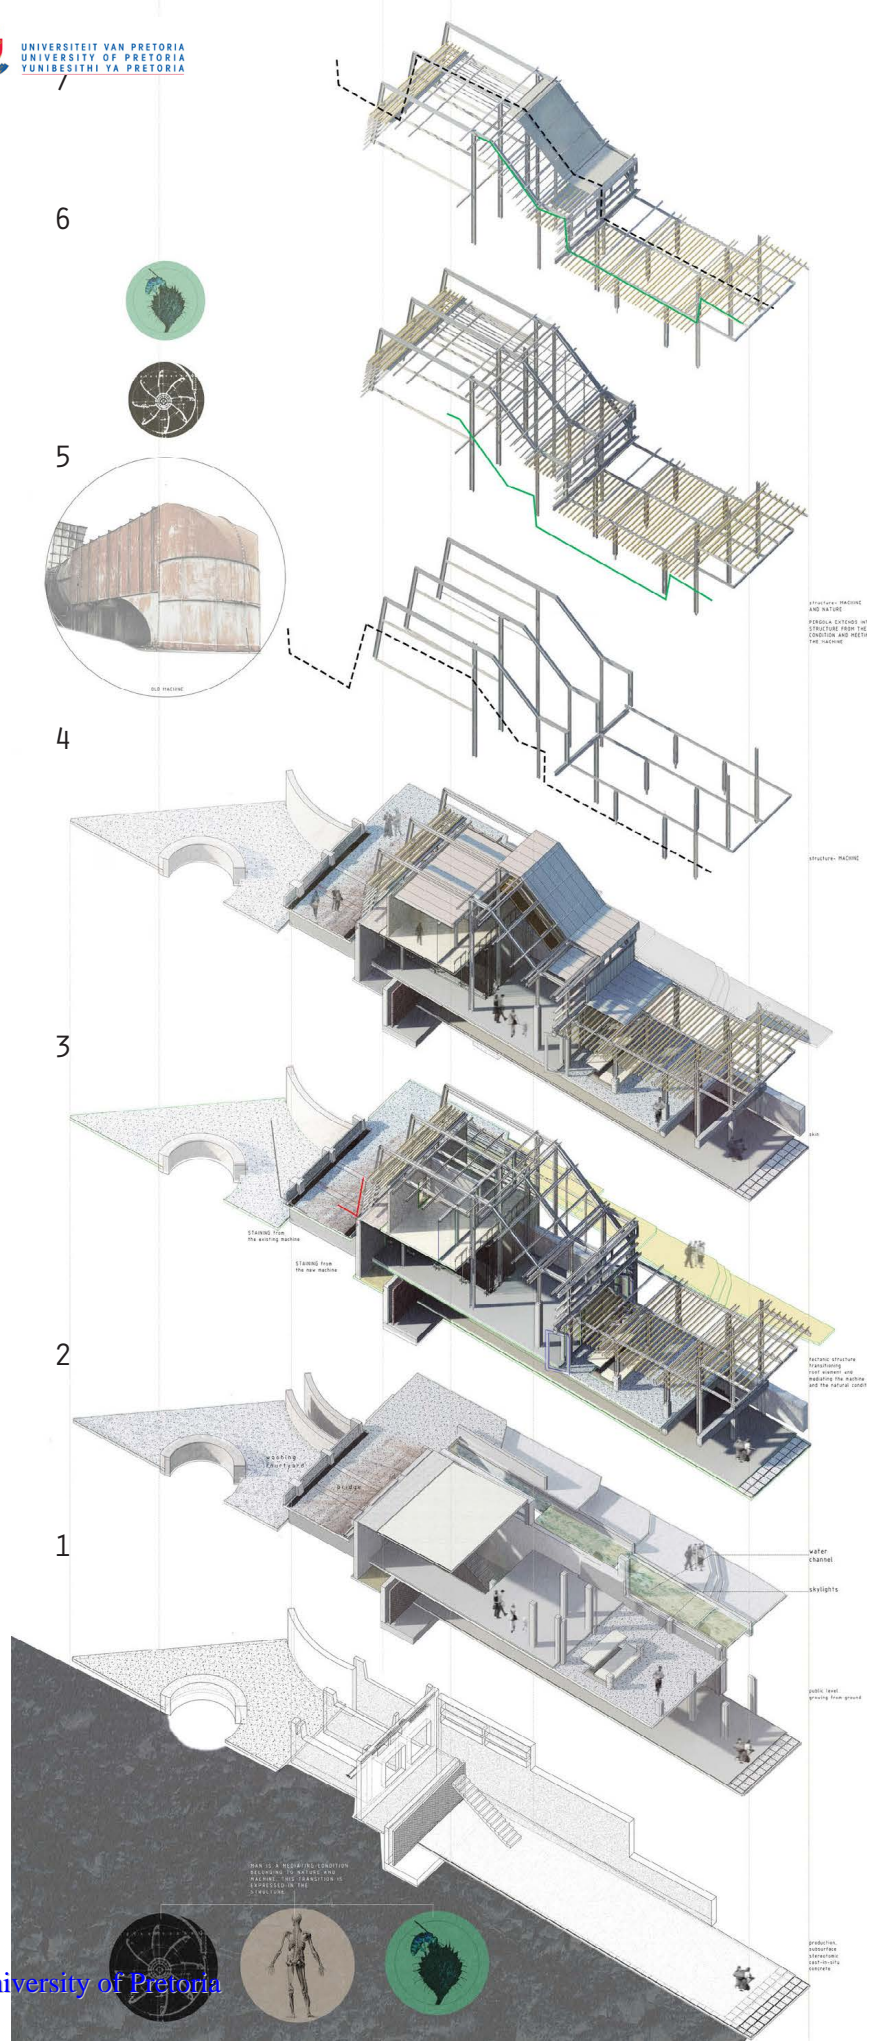 UNIVERSITEIT VAN PRETORIA
UNIVERSITY OF PRETORIA
YUNIBESITHI YA PRETORIA
7
6
5
OLD MACHINE
structure- MACHINE
AND NATURE
PERGOLA EXTENDS
STRUCTURE FROM THE
CONDITION AND
THE MACHINE
4
structure- MACHINE
3
skin
STAINING from
the existing machine
STAINING from
the new machine
2
tectonic structure
transitioning
roof element and
mediating the machine
and the natural condit
washing
courtyard
bridge
1
water
channel
skylights
public level
growing from ground
MAN IS A MEDIATING CONDITION
BELONGING TO NATURE AND
MACHINE. THIS TRANSITION IS
EXPRESSED IN THE
STRUCTURE
production,
subsurface
stereotomic
cast-in-situ
concrete
niversity of Pretoria